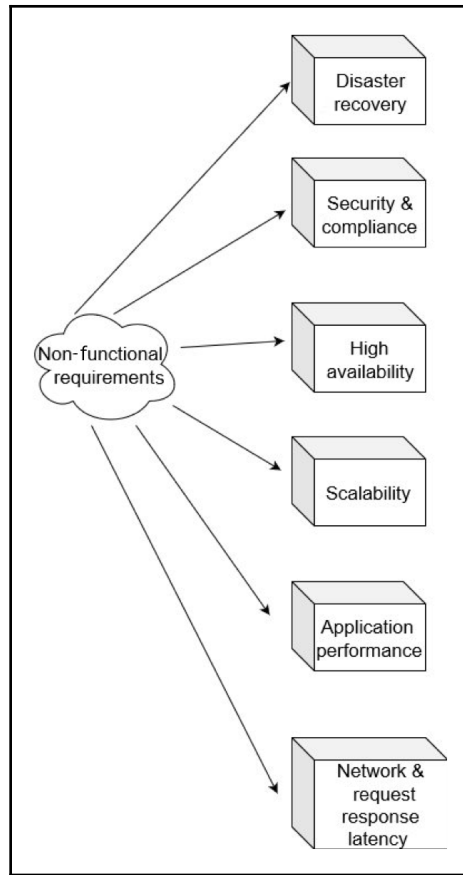 Disaster
recovery
Security &
compliance
Non-functional
requirements
High
availability
Scalability
Application
performance
Network &
request
response
latency